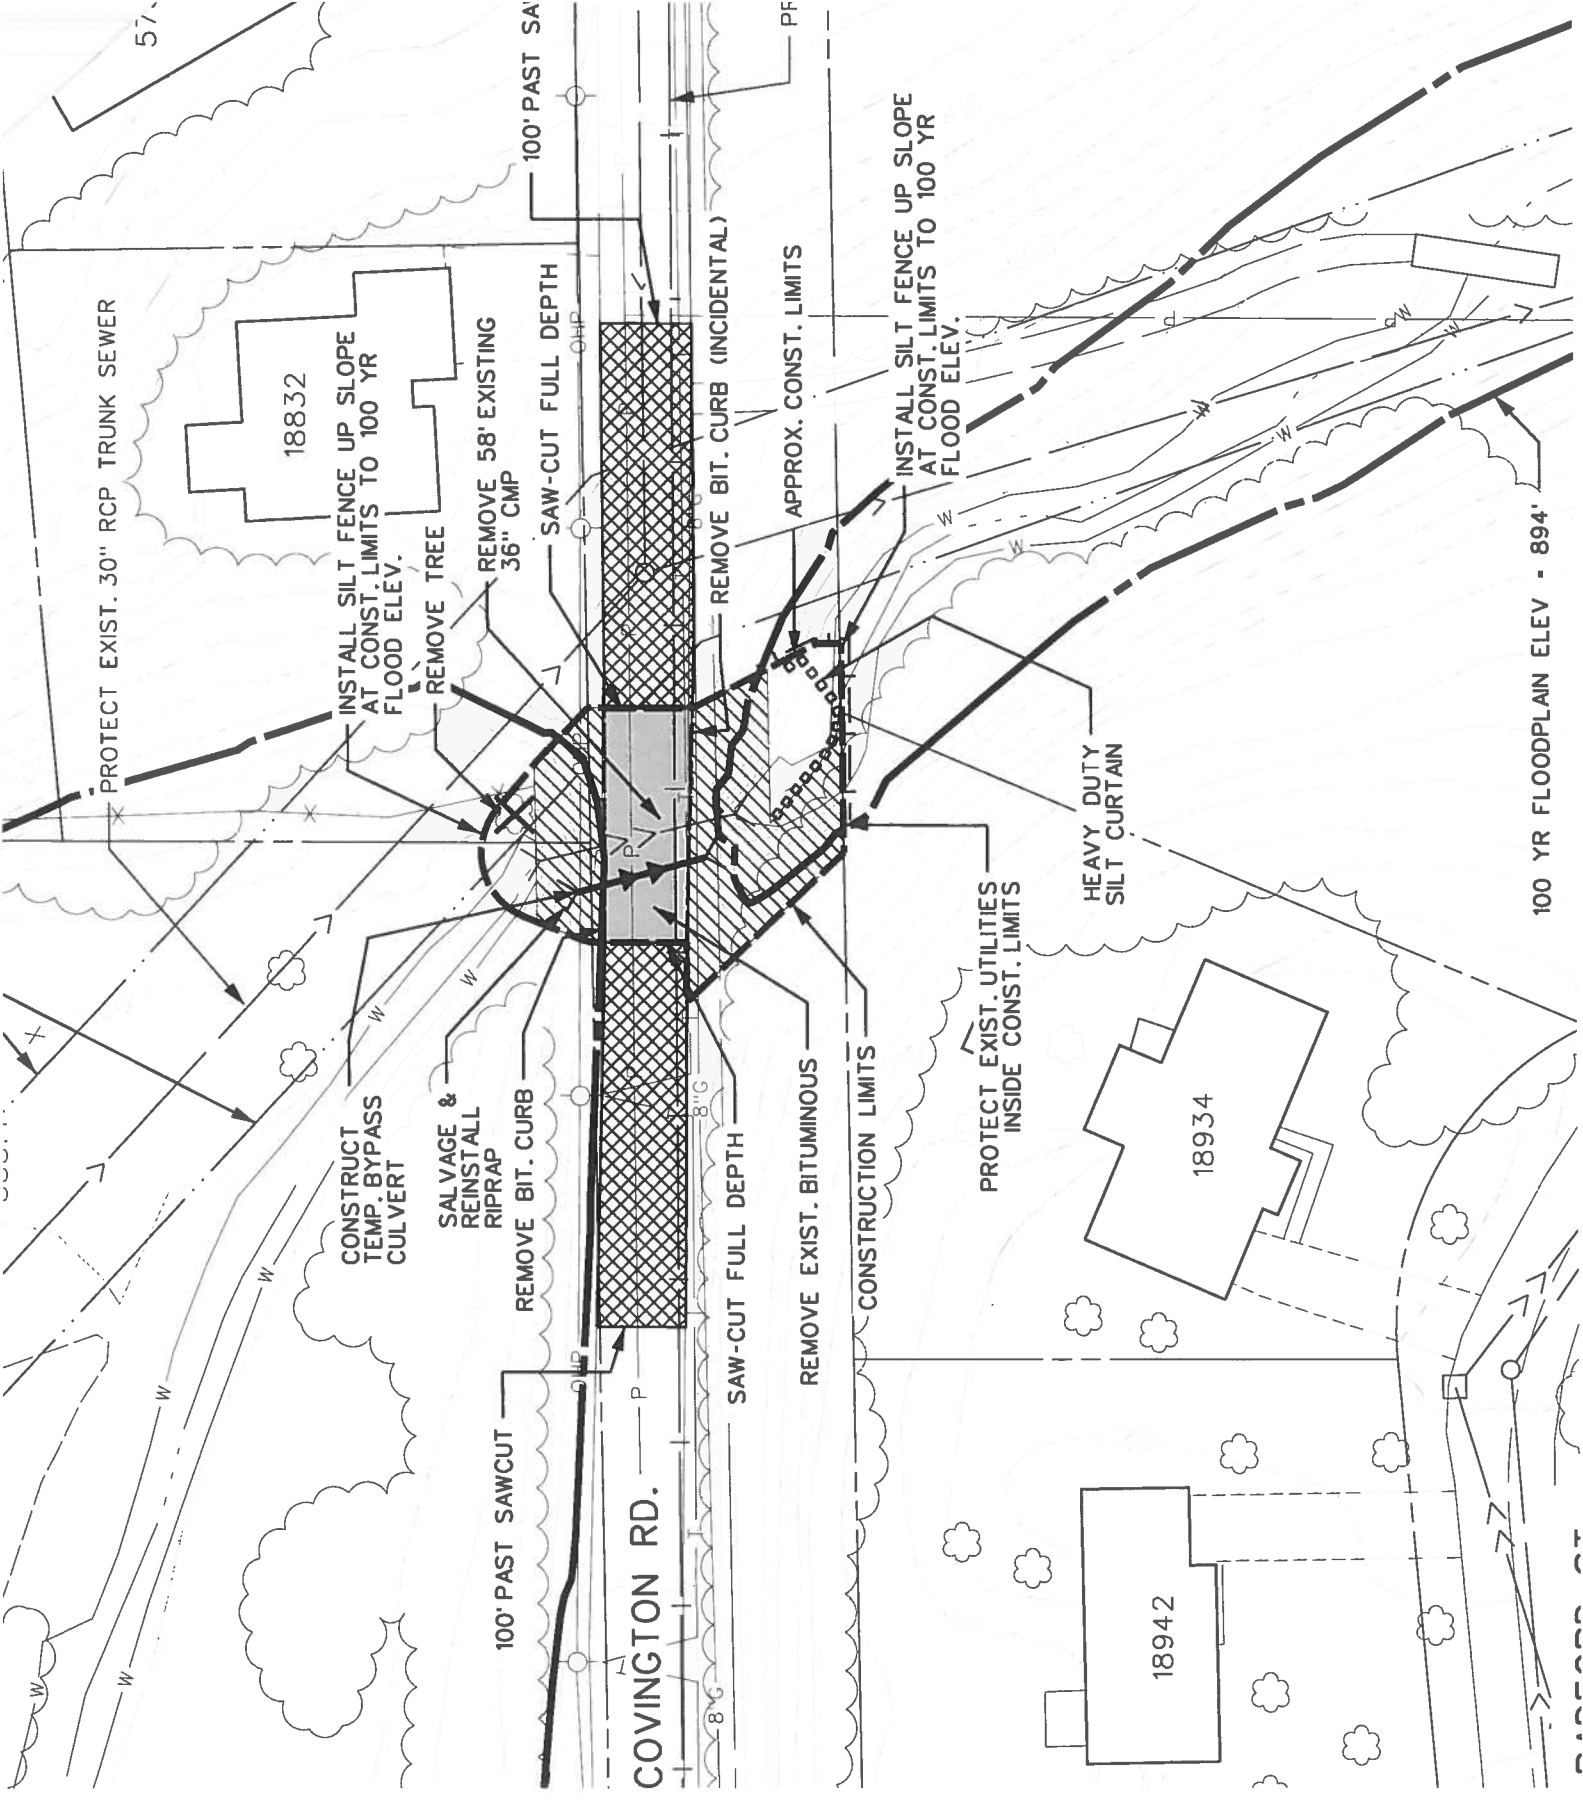 PROTECT EXIST. 30" RCP TRUNK SEWER
18832
INSTALL SILT FENCE UP SLOPE
AT CONST. LIMITS TO 100 YR
FLOOD ELEV.
REMOVE TREE
REMOVE 58' EXISTING
36" CMP
SAW-CUT FULL DEPTH
100' PAST SA
REMOVE BIT. CURB (INCIDENTAL)
APPROX. CONST. LIMITS
INSTALL SILT FENCE UP SLOPE
AT CONST. LIMITS TO 100 YR
FLOOD ELEV.
CONSTRUCT
TEMP. BYPASS
CULVERT
SALVAGE &
REINSTALL
RIPRAP
REMOVE BIT. CURB
100' PAST SAWCUT
COVINGTON RD.
SAW-CUT FULL DEPTH
REMOVE EXIST. BITUMINOUS
CONSTRUCTION LIMITS
PROTECT EXIST. UTILITIES
INSIDE CONST. LIMITS
HEAVY DUTY
SILT CURTAIN
100 YR FLOODPLAIN ELEV - 894'
18934
18942
OHP
OHP
8"G
8"G
P
P
W
W
W
W
W
W
W
W
W
W
W
W